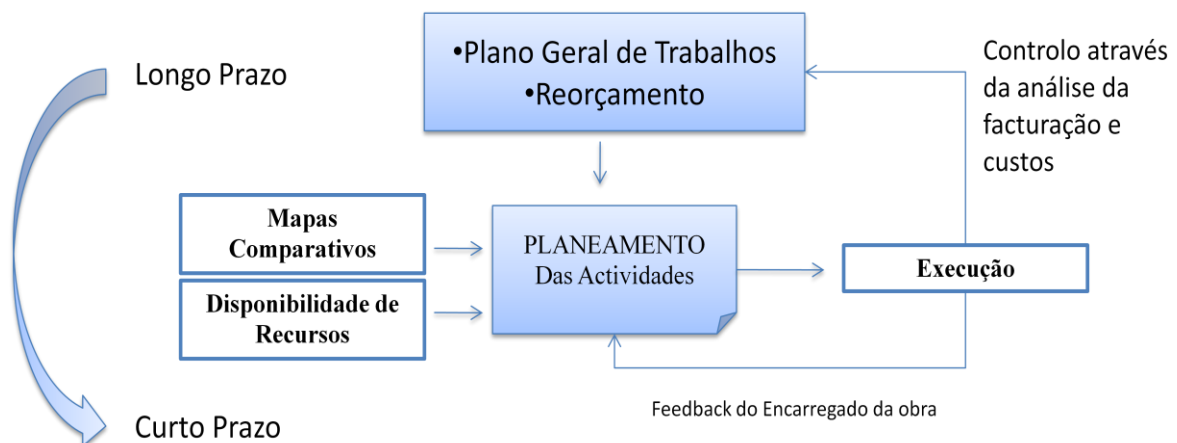 •Plano Geral de Trabalhos
•Reorçamento
Longo Prazo
Controlo através
da análise da
facturação e
custos
Mapas
Comparativos
Disponibilidade de
Recursos
PLANEAMENTO
Das Actividades
Execução
Feedback do Encarregado da obra
Curto Prazo